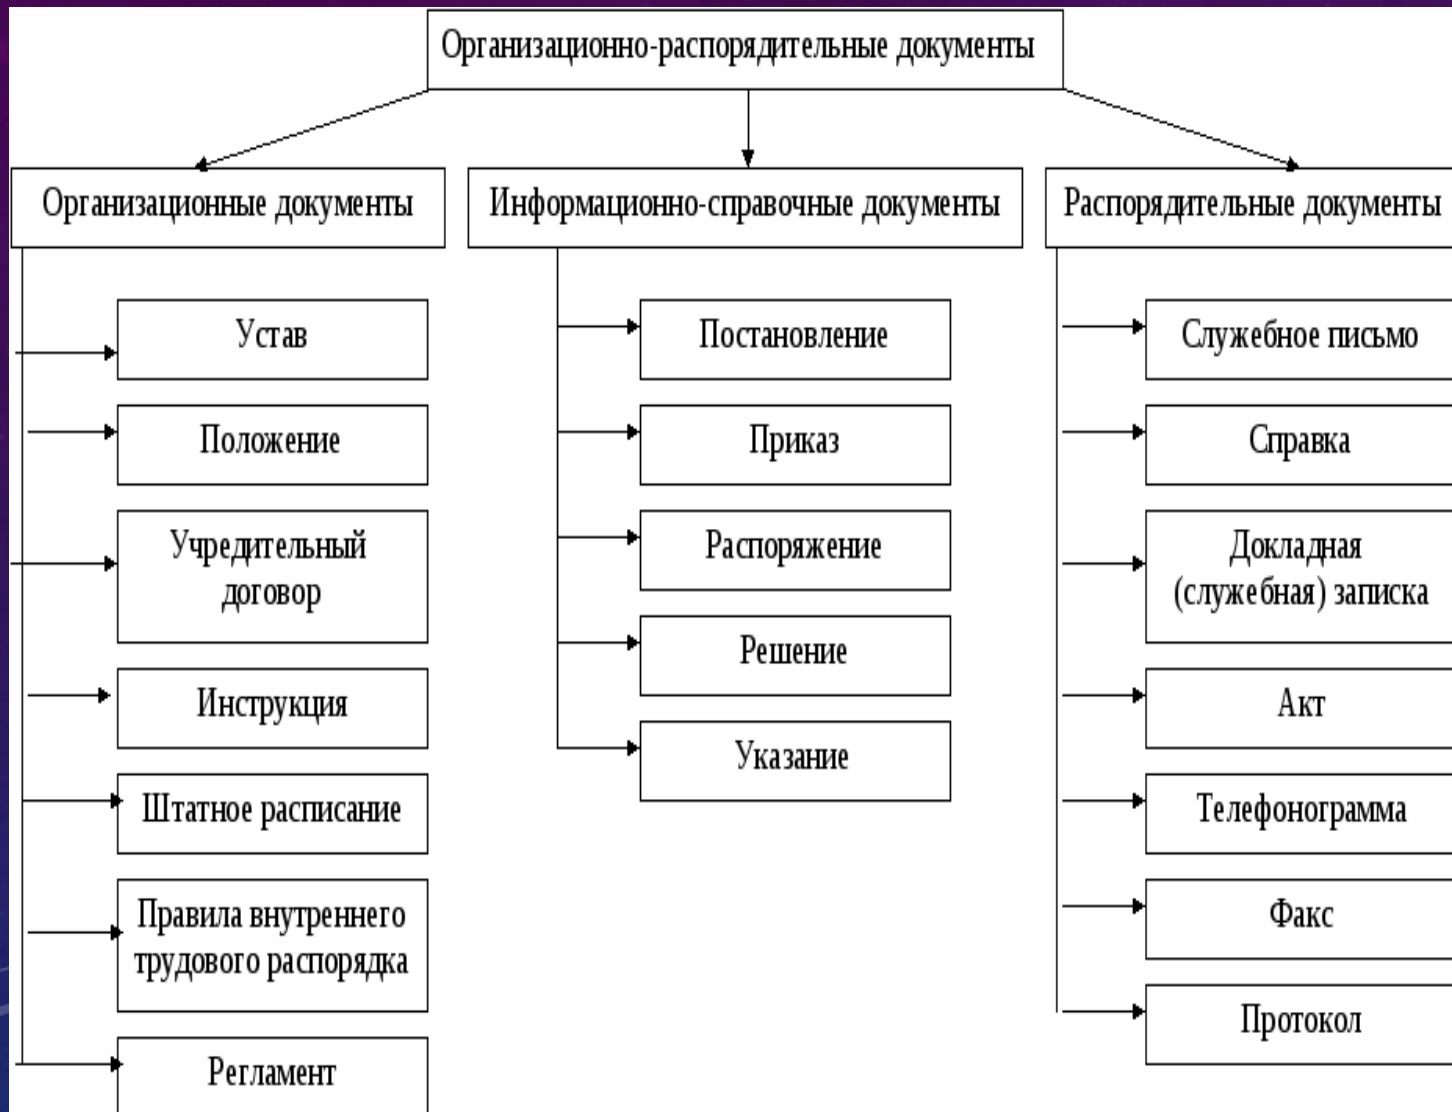 Организационно-распорядительные документы
Организационные документы
Информационно-справочные документы
Распорядительные документы
Устав
Положение
Учредительный
договор
Инструкция
Штатное расписание
Правила внутреннего
трудового распорядка
Регламент
Постановление
Приказ
Распоряжение
Решение
Указание
Служебное письмо
Справка
Докладная
(служебная) записка
Акт
Телефонограмма
Факс
Протокол